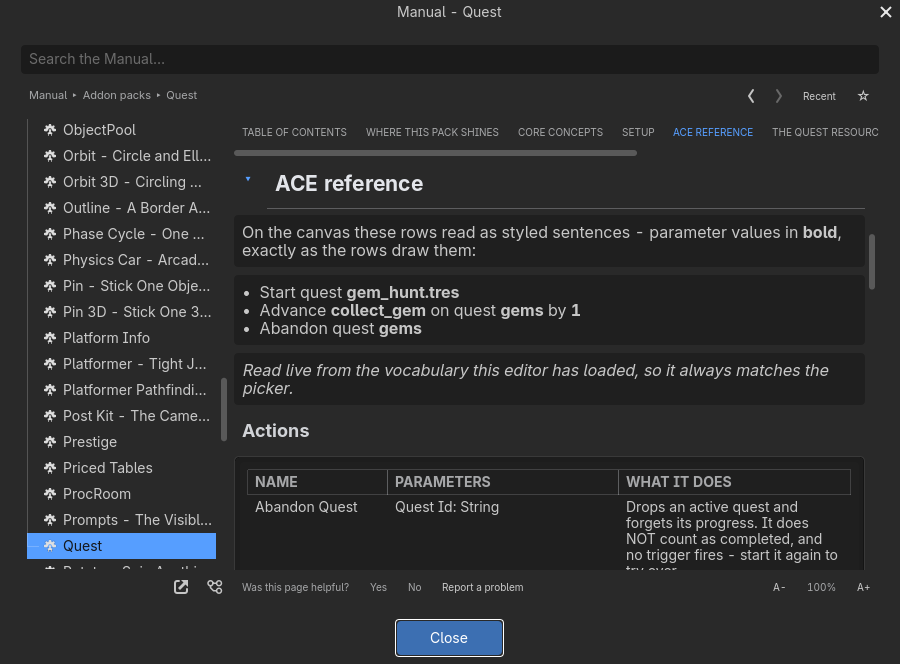 Manual - Quest
Search the Manual...
Manual ‣ Addon packs ‣ Quest
Recent
ObjectPool
Orbit - Circle and Ell...
Orbit 3D - Circling ...
Outline - A Border A...
Phase Cycle - One ...
Physics Car - Arcad...
Pin - Stick One Obje...
Pin 3D - Stick One 3...
Platform Info
Platformer - Tight J...
Platformer Pathfindi...
Post Kit - The Came...
Prestige
Priced Tables
ProcRoom
Prompts - The Visibl...
Quest
TABLE OF CONTENTS WHERE THIS PACK SHINES CORE CONCEPTS SETUP ACE REFERENCE THE QUEST RESOURC
ACE reference
On the canvas these rows read as styled sentences - parameter values in bold,
exactly as the rows draw them:
• Start quest gem_hunt.tres
• Advance collect_gem on quest gems by 1
• Abandon quest gems
Read live from the vocabulary this editor has loaded, so it always matches the
picker.
Actions
NAME PARAMETERS WHAT IT DOES
Abandon Quest Quest Id: String Drops an active quest and
forgets its progress. It does
NOT count as completed, and
no trigger fires - start it again to
try over
Was this page helpful? Yes No Report a problem A- 100% A+
Close